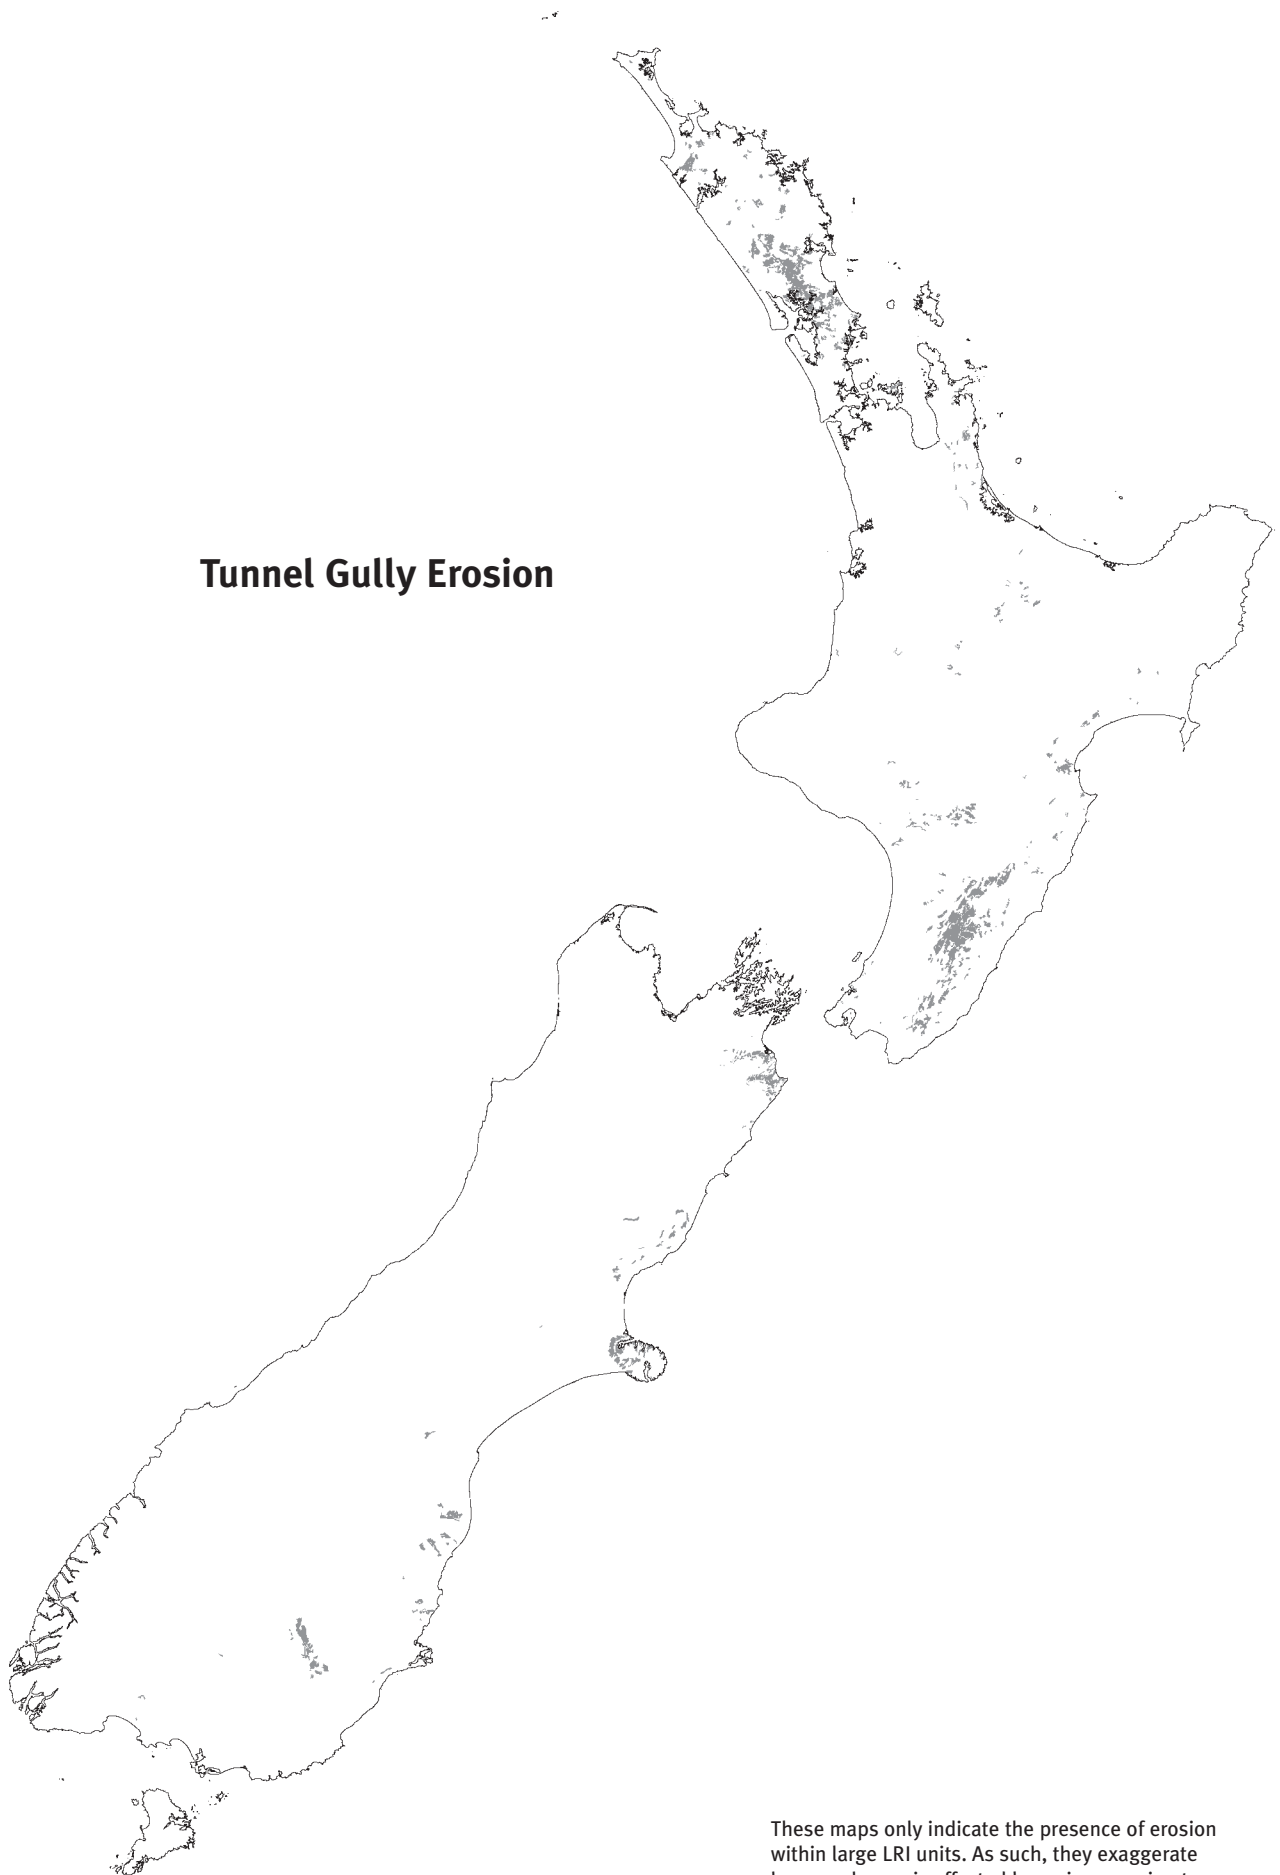 Tunnel Gully Erosion
These maps only indicate the presence of erosion
within large LRI units. As such, they exaggerate